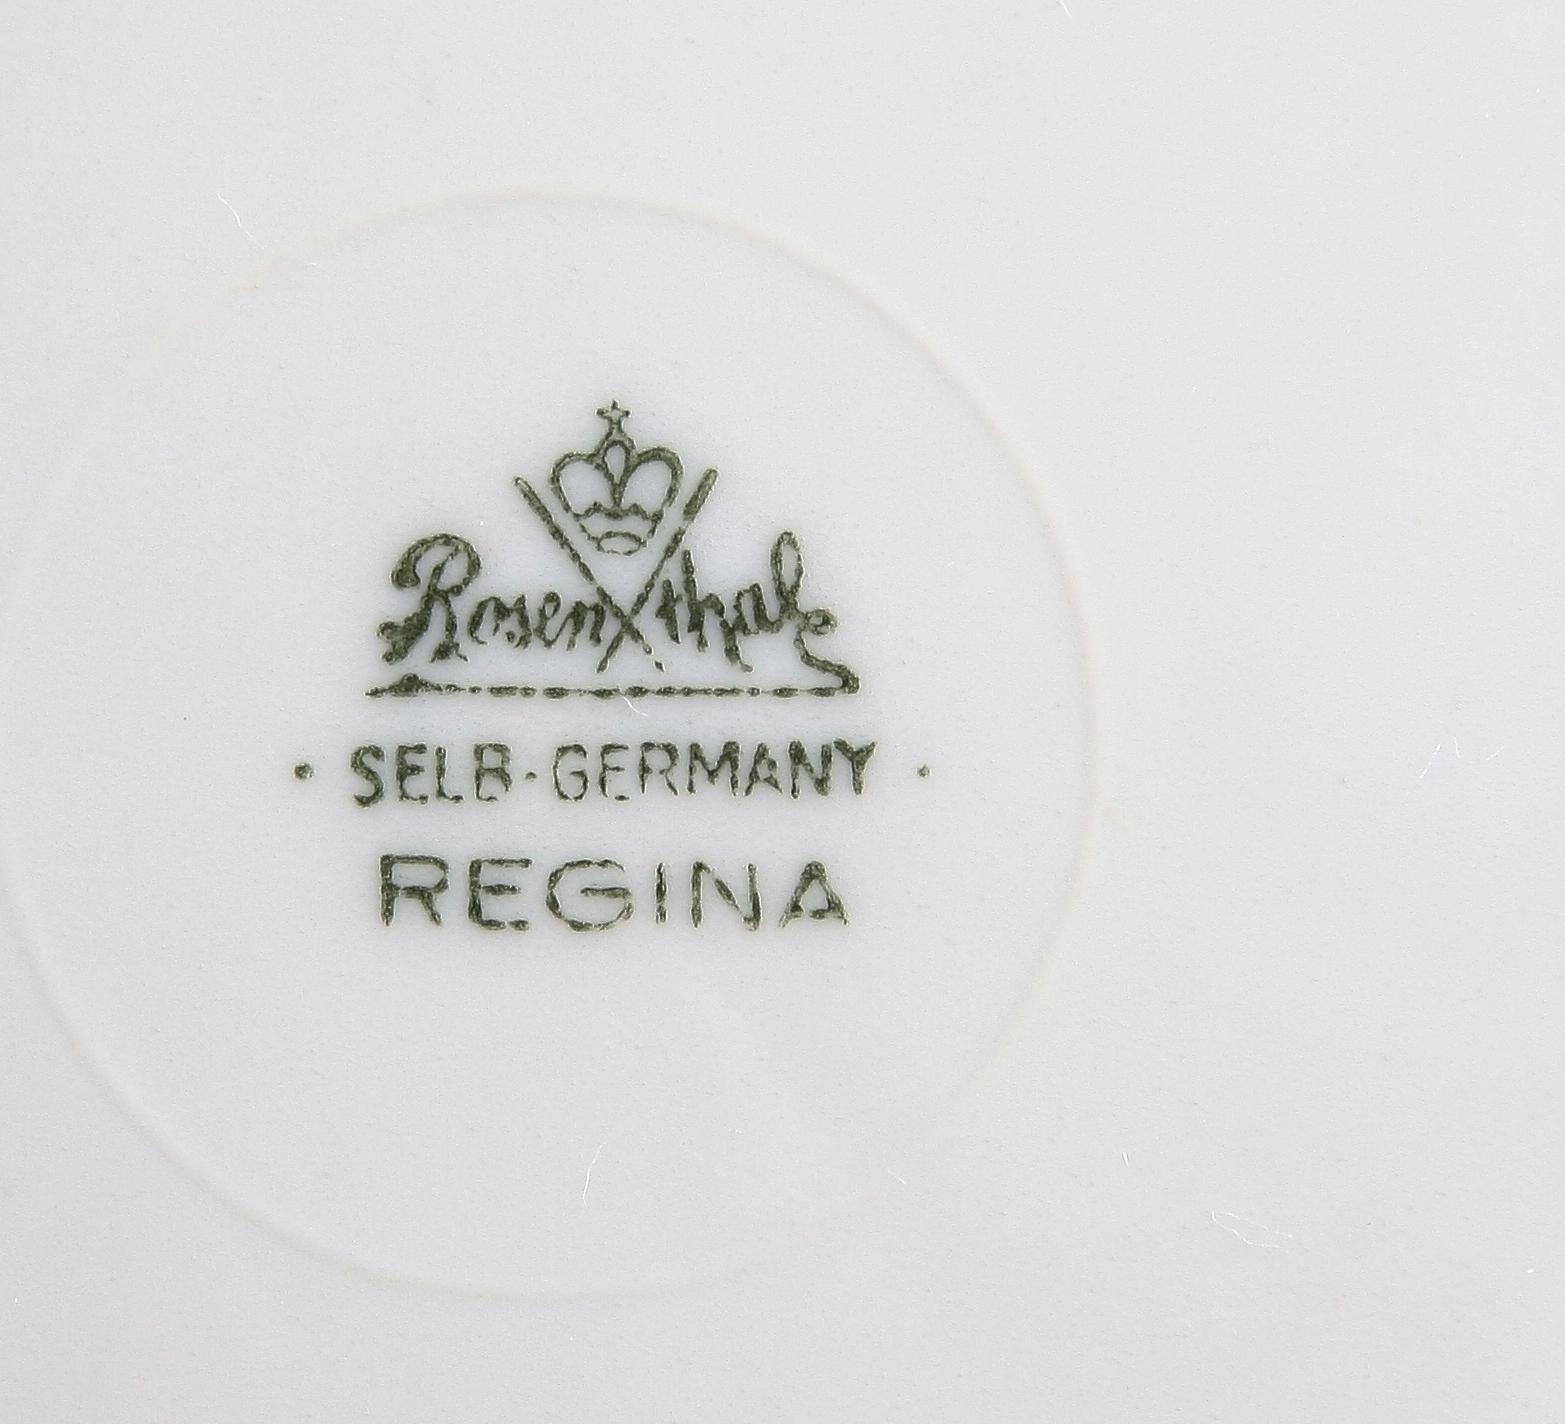 Rosenthal
· SELB·GERMANY ·
REGINA